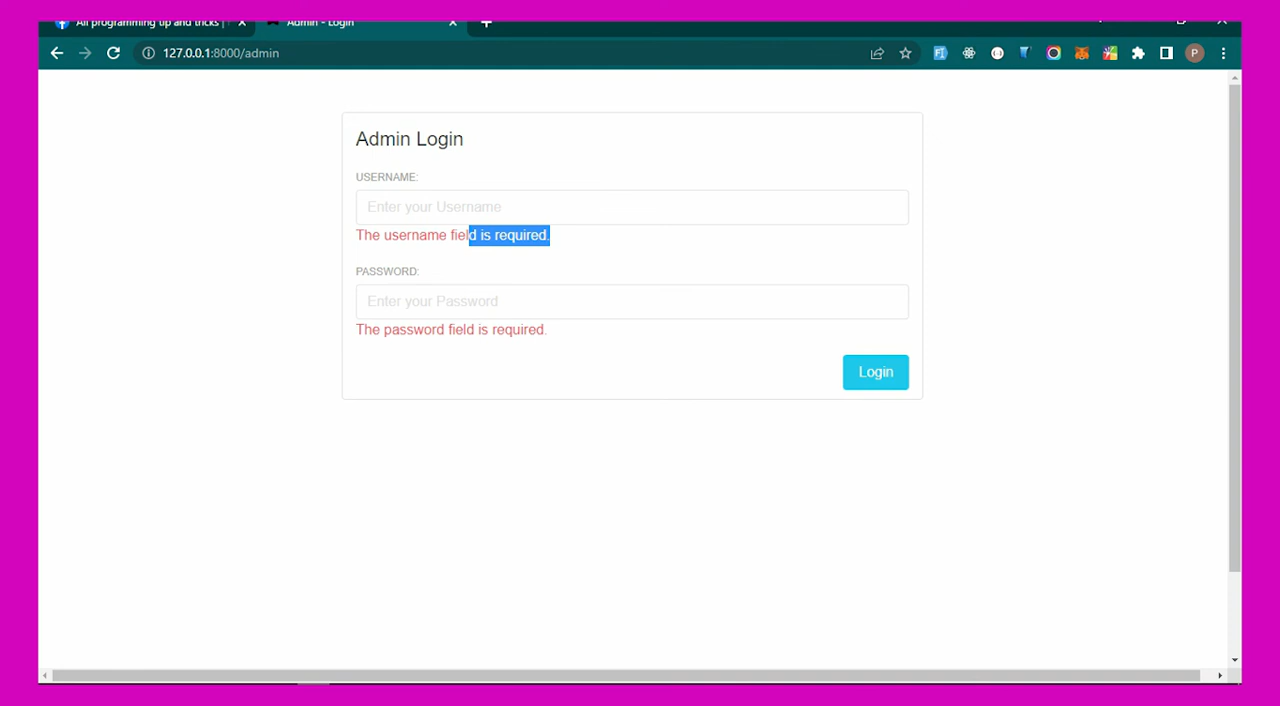 All programming tip and tricks |
Admin - Login
127.0.0.1:8000/admin
P
Admin Login
USERNAME:
Enter your Username
The username field is required.
PASSWORD:
Enter your Password
The password field is required.
Login